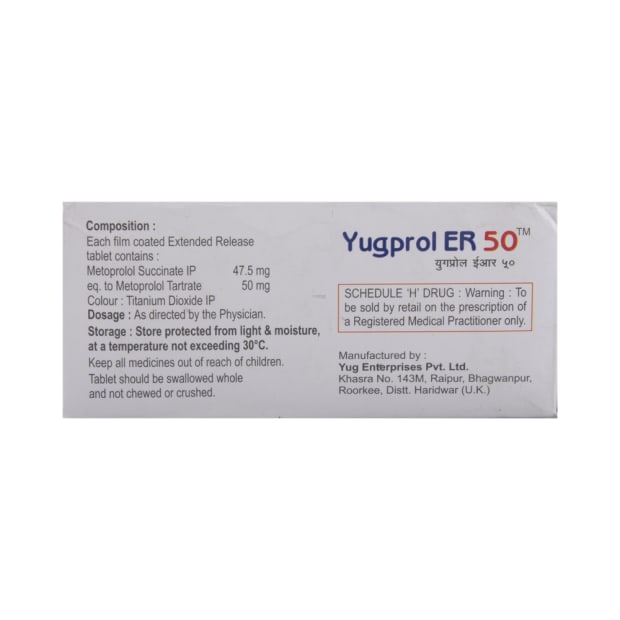 Composition :
Each film coated Extended Release
tablet contains :
Metoprolol Succinate IP 47.5 mg
eq. to Metoprolol Tartrate 50 mg
Colour : Titanium Dioxide IP
Dosage : As directed by the Physician.
Storage : Store protected from light & moisture,
at a temperature not exceeding 30°C.
Keep all medicines out of reach of children.
Tablet should be swallowed whole
and not chewed or crushed.
Yugprol ER 50™
युगप्रोल ईआर ५०
SCHEDULE 'H' DRUG : Warning : To
be sold by retail on the prescription of
a Registered Medical Practitioner only.
Manufactured by :
Yug Enterprises Pvt. Ltd.
Khasra No. 143M, Raipur, Bhagwanpur,
Roorkee, Distt. Haridwar (U.K.)